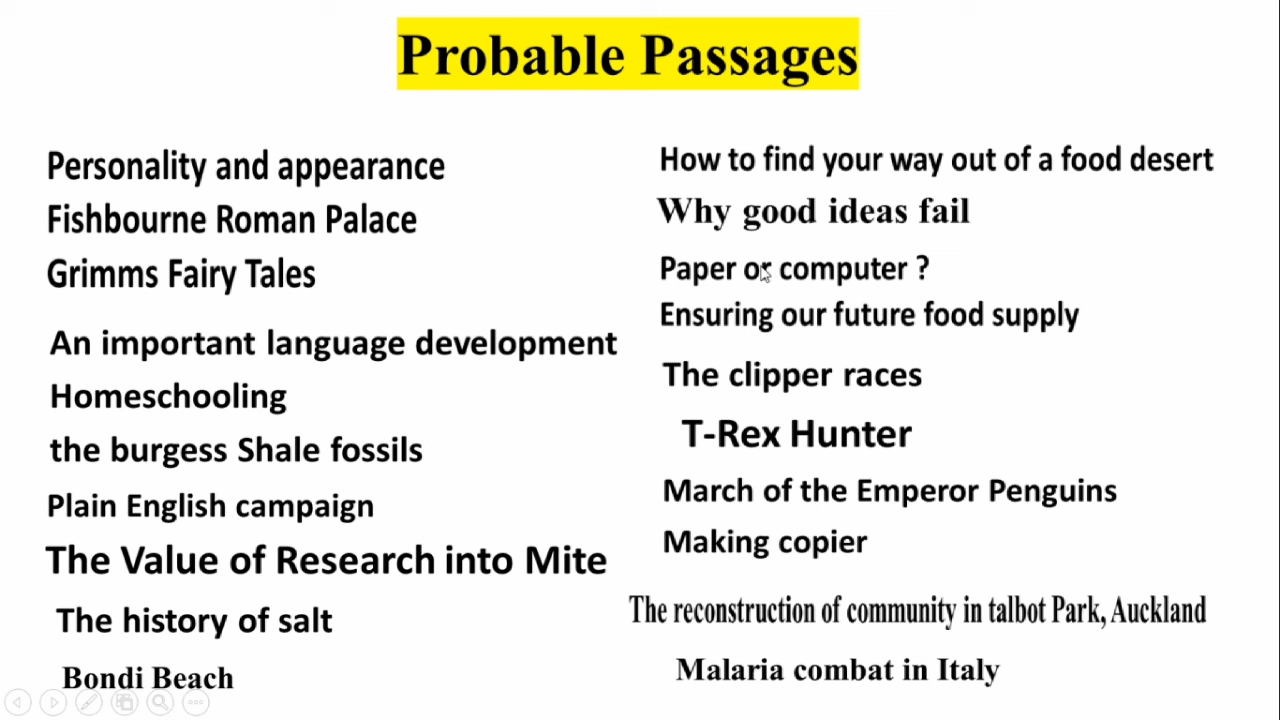 Probable Passages
Personality and appearance
Fishbourne Roman Palace
Grimms Fairy Tales
An important language development
Homeschooling
the burgess Shale fossils
Plain English campaign
The Value of Research into Mite
The history of salt
Bondi Beach
How to find your way out of a food desert
Why good ideas fail
Paper or computer ?
Ensuring our future food supply
The clipper races
T-Rex Hunter
March of the Emperor Penguins
Making copier
The reconstruction of community in talbot Park, Auckland
Malaria combat in Italy